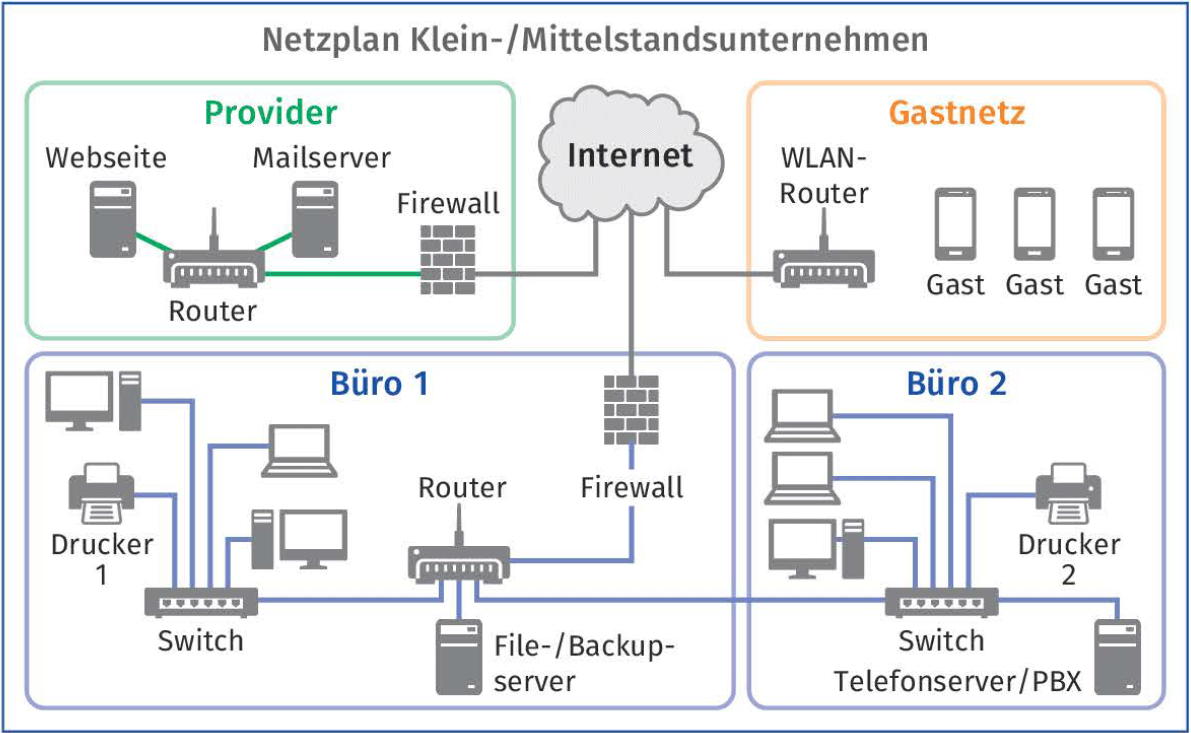 Netzplan Klein-/Mittelstandsunternehmen
Provider
Webseite
Mailserver
Firewall
Router
Internet
Gastnetz
WLAN-
Router
Gast
Gast
Gast
Büro 1
Drucker
1
Switch
Router
Firewall
File-/Backup-
server
Büro 2
Drucker
2
Switch
Telefonserver/PBX